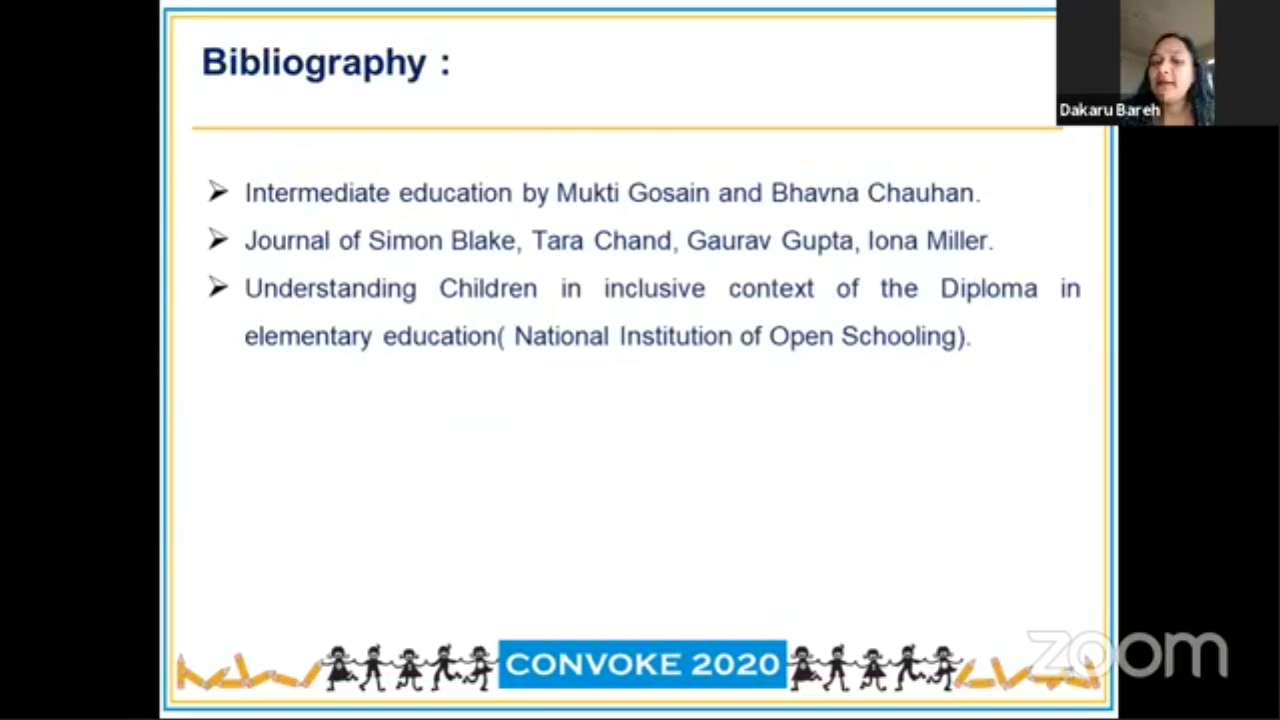 Bibliography :
Dakaru Bareh
Intermediate education by Mukti Gosain and Bhavna Chauhan.
Journal of Simon Blake, Tara Chand, Gaurav Gupta, Iona Miller.
Understanding Children in inclusive context of the Diploma in
elementary education( National Institution of Open Schooling).
CONVOKE 2020
zoom